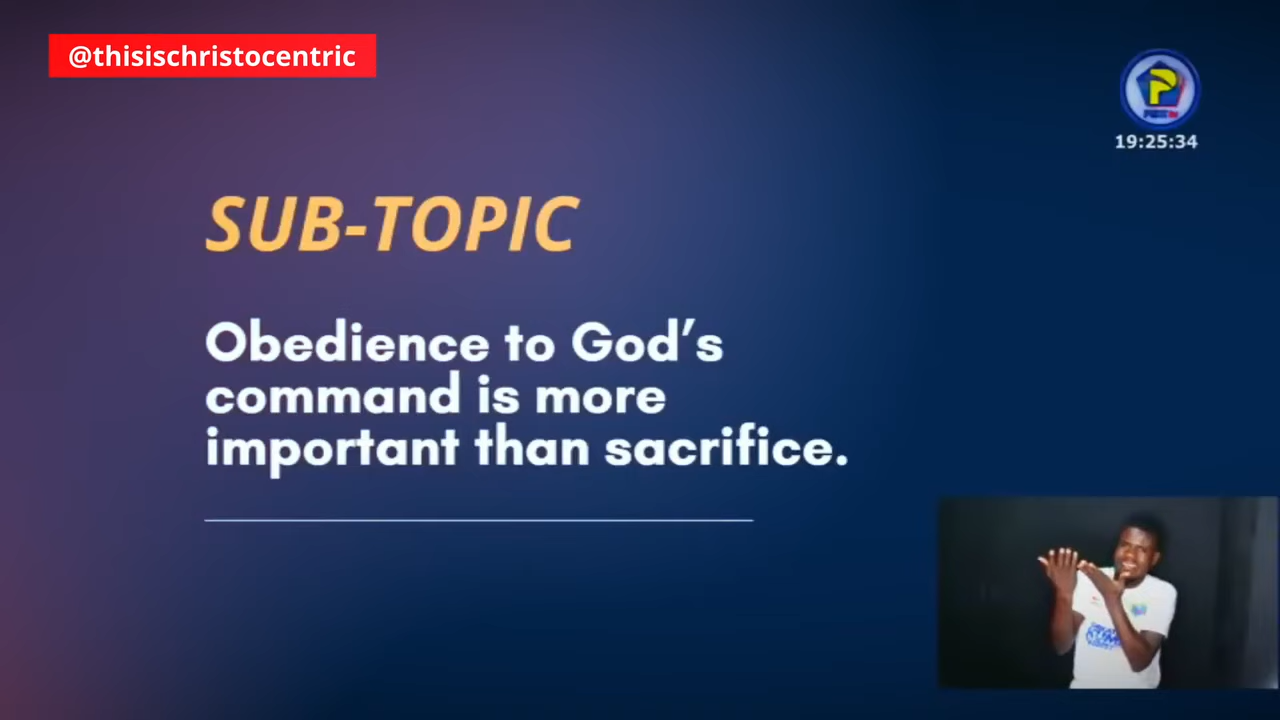 @thisischristocentric
P
19:25:34
SUB-TOPIC
Obedience to God’s
command is more
important than sacrifice.